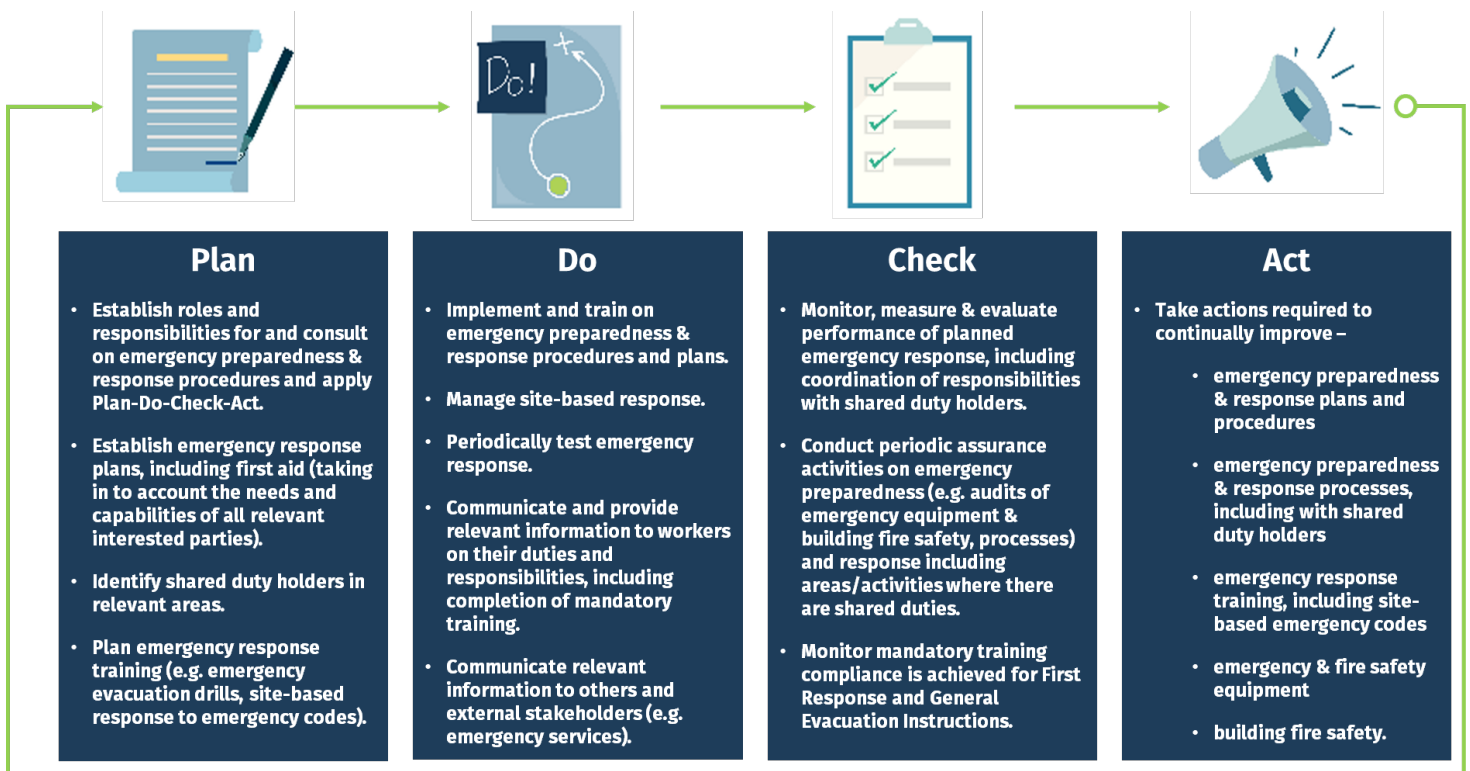 Do!
Plan
• Establish roles and
responsibilities for and consult
on emergency preparedness &
response procedures and apply
Plan-Do-Check-Act.
• Establish emergency response
plans, including first aid (taking
in to account the needs and
capabilities of all relevant
interested parties).
• Identify shared duty holders in
relevant areas.
• Plan emergency response
training (e.g. emergency
evacuation drills, site-based
response to emergency codes).
Do
• Implement and train on
emergency preparedness &
response procedures and plans.
• Manage site-based response.
• Periodically test emergency
response.
• Communicate and provide
relevant information to workers
on their duties and
responsibilities, including
completion of mandatory
training.
• Communicate relevant
information to others and
external stakeholders (e.g.
emergency services).
Check
• Monitor, measure & evaluate
performance of planned
emergency response, including
coordination of responsibilities
with shared duty holders.
• Conduct periodic assurance
activities on emergency
preparedness (e.g. audits of
emergency equipment &
building fire safety, processes)
and response including
areas/activities where there
are shared duties.
• Monitor mandatory training
compliance is achieved for First
Response and General
Evacuation Instructions.
Act
• Take actions required to
continually improve –
• emergency preparedness
& response plans and
procedures
• emergency preparedness
& response processes,
including with shared
duty holders
• emergency response
training, including site-
based emergency codes
• emergency & fire safety
equipment
• building fire safety.